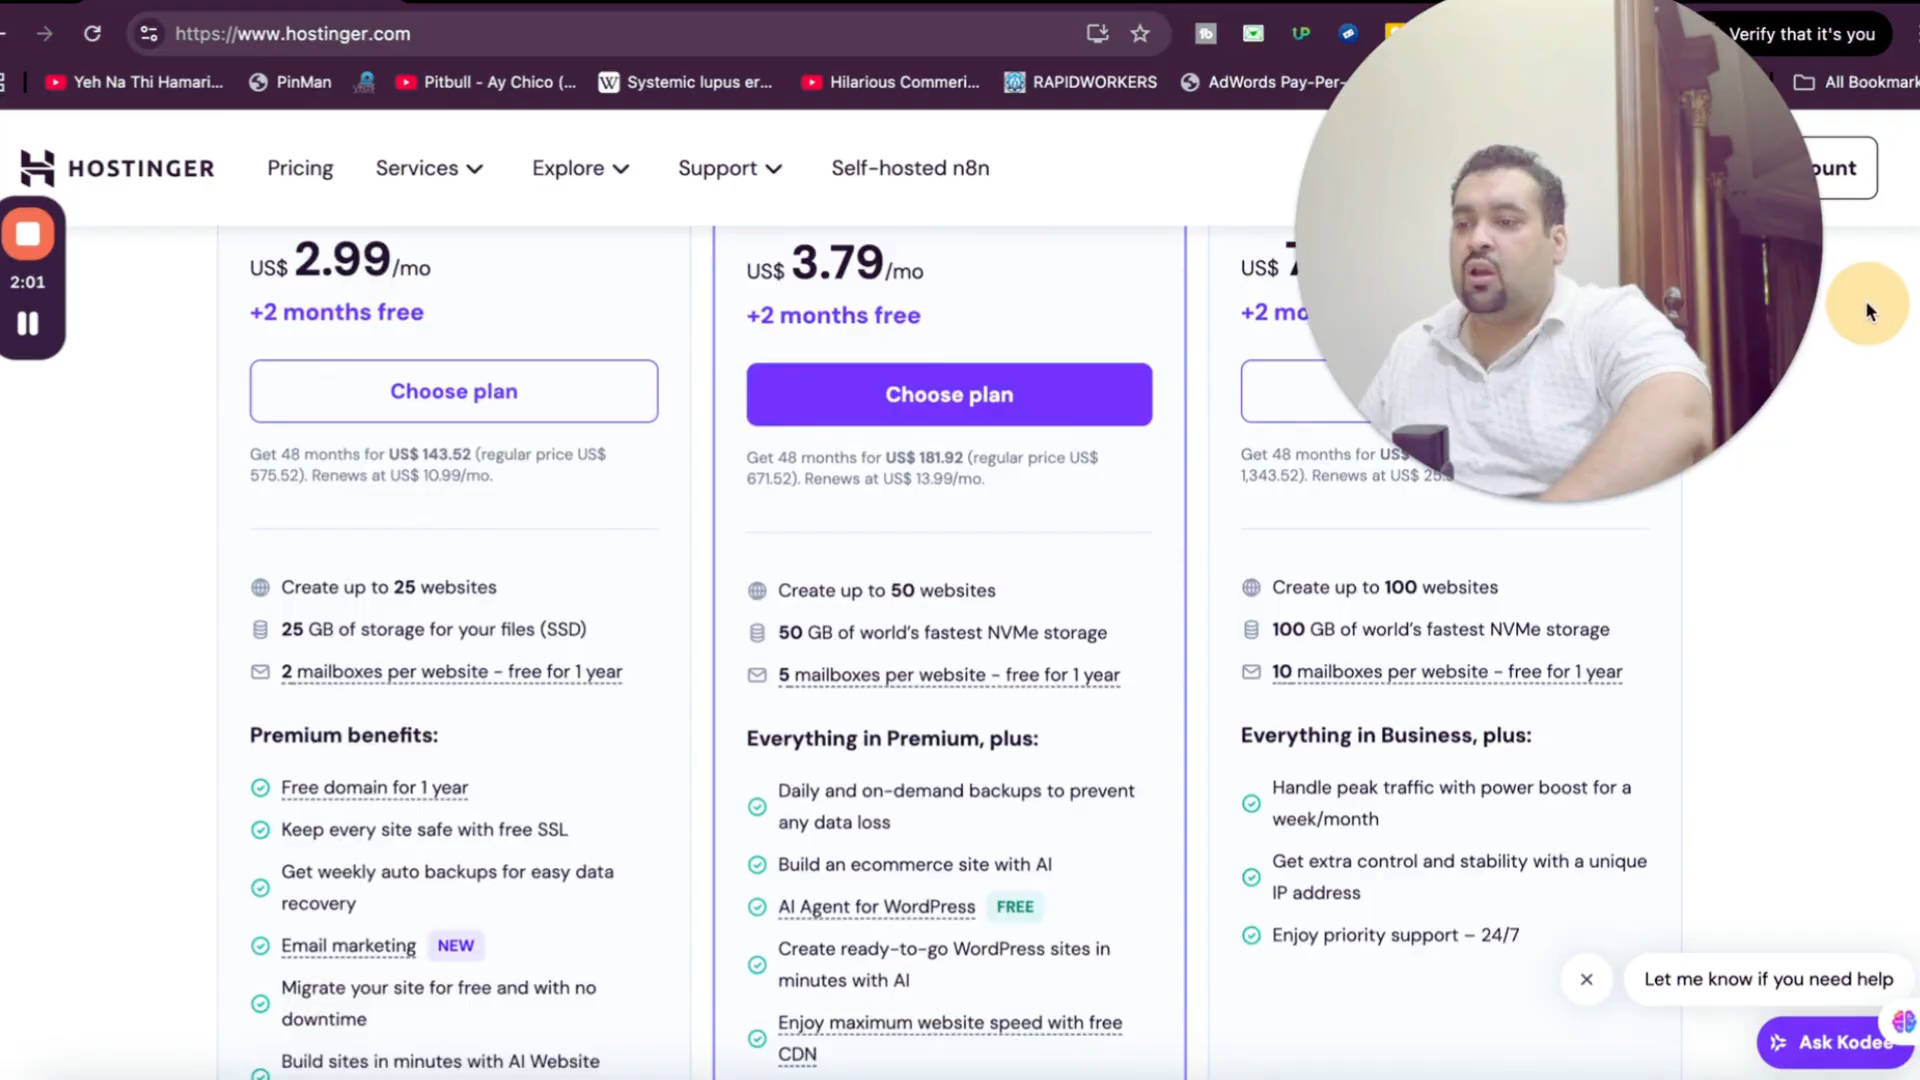 https://www.hostinger.com
Verify that it's you
Yeh Na Thi Hamari...
PinMan
Pitbull - Ay Chico (...
Systemic lupus er...
Hilarious Commeri...
RAPIDWORKERS
AdWords Pay-Per-
All Bookmark
HOSTINGER
Pricing
Services
Explore
Support
Self-hosted n8n
ount
2:01
US$ 2.99/mo
+2 months free
Choose plan
Get 48 months for US$ 143.52 (regular price US$
575.52). Renews at US$ 10.99/mo.
Create up to 25 websites
25 GB of storage for your files (SSD)
2 mailboxes per website – free for 1 year
Premium benefits:
Free domain for 1 year
Keep every site safe with free SSL
Get weekly auto backups for easy data
recovery
Email marketing NEW
Migrate your site for free and with no
downtime
Build sites in minutes with AI Website
US$ 3.79/mo
+2 months free
Choose plan
Get 48 months for US$ 181.92 (regular price US$
671.52). Renews at US$ 13.99/mo.
Create up to 50 websites
50 GB of world's fastest NVMe storage
5 mailboxes per website – free for 1 year
Everything in Premium, plus:
Daily and on-demand backups to prevent
any data loss
Build an ecommerce site with AI
AI Agent for WordPress FREE
Create ready-to-go WordPress sites in
minutes with AI
Enjoy maximum website speed with free
CDN
US$
+2 mo
Get 48 months for US$
1,343.52). Renews at US$
Create up to 100 websites
100 GB of world's fastest NVMe storage
10 mailboxes per website – free for 1 year
Everything in Business, plus:
Handle peak traffic with power boost for a
week/month
Get extra control and stability with a unique
IP address
Enjoy priority support – 24/7
Let me know if you need help
Ask Kodee